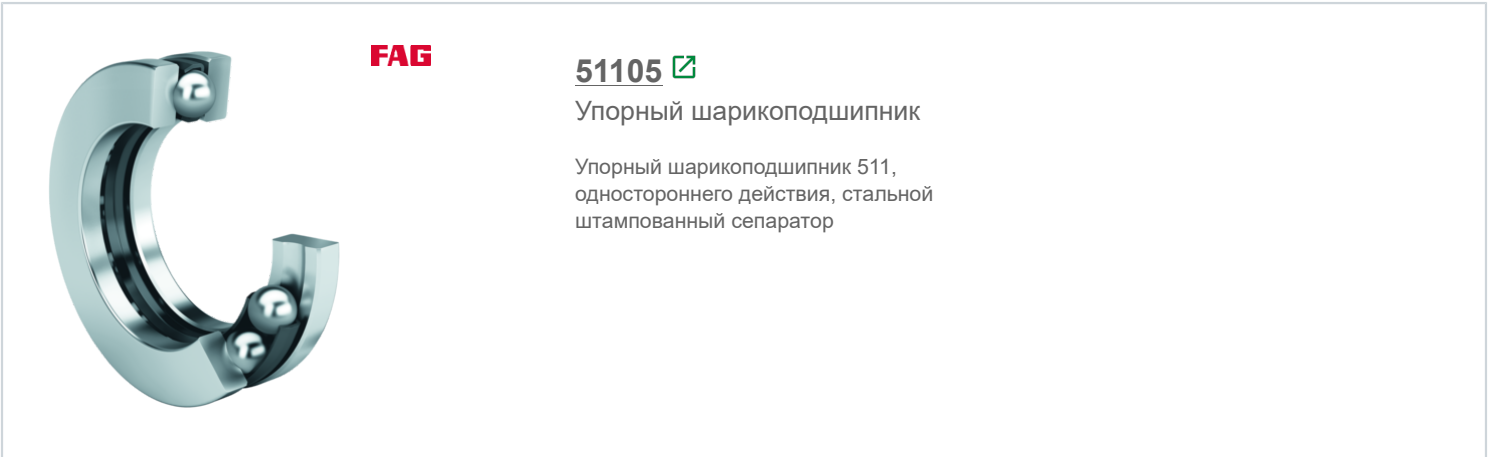 FAG
51105
Упорный шарикоподшипник
Упорный шарикоподшипник 511,
одностороннего действия, стальной
штампованный сепаратор